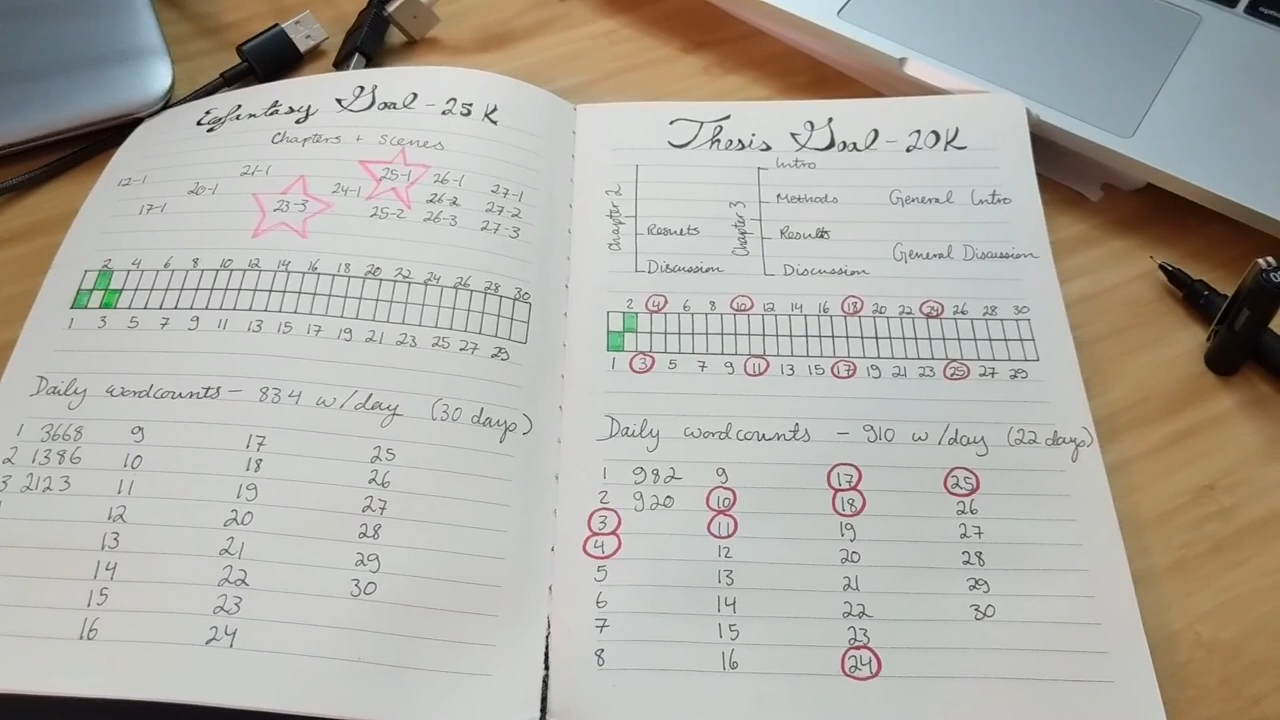 Ecofantasy Goal - 25K
Chapters + scenes
12-1 17-1 20-1 21-1 23-3 24-1 25-1 25-2 26-1 26-2 26-3 27-1 27-2 27-3
2 4 6 8 10 12 14 16 18 20 22 24 26 28 30
1 3 5 7 9 11 13 15 17 19 21 23 25 27 29
Daily wordcounts - 834 w/day (30 days)
1 3668 9 17 25
2 1386 10 18 26
3 2123 11 19 27
12 20 28
13 21 29
14 22 30
15 23
16 24
Thesis Goal - 20K
Chapter 2
Results
Discussion
Chapter 3
Intro
Methods
Results
Discussion
General Intro
General Discussion
2 4 6 8 10 12 14 16 18 20 22 24 26 28 30
1 3 5 7 9 11 13 15 17 19 21 23 25 27 29
Daily wordcounts - 910 w/day (22 days)
1 982 9 17 25
2 920 10 18 26
3 11 19 27
4 12 20 28
5 13 21 29
6 14 22 30
7 15 23
8 16 24